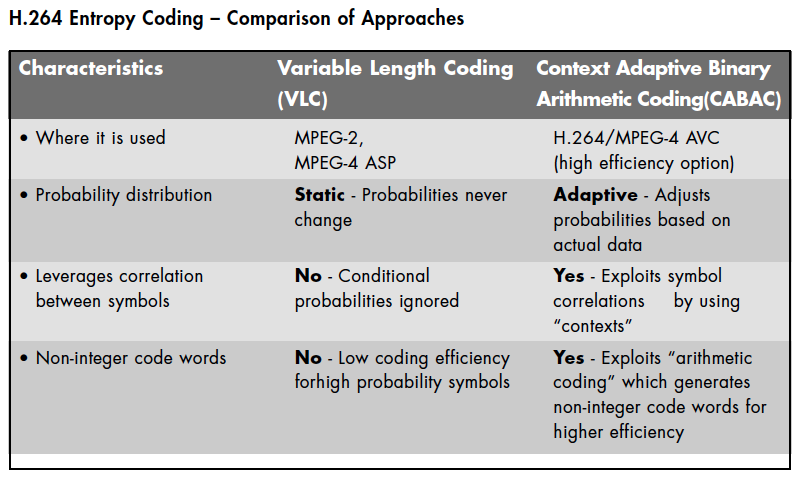 H.264 Entropy Coding – Comparison of Approaches
Characteristics
Variable Length Coding
(VLC)
Context Adaptive Binary
Arithmetic Coding(CABAC)
• Where it is used
MPEG-2,
MPEG-4 ASP
H.264/MPEG-4 AVC
(high efficiency option)
• Probability distribution
Static - Probabilities never
change
Adaptive - Adjusts
probabilities based on
actual data
• Leverages correlation
between symbols
No - Conditional
probabilities ignored
Yes - Exploits symbol
correlations by using
“contexts”
• Non-integer code words
No - Low coding efficiency
forhigh probability symbols
Yes - Exploits “arithmetic
coding” which generates
non-integer code words for
higher efficiency